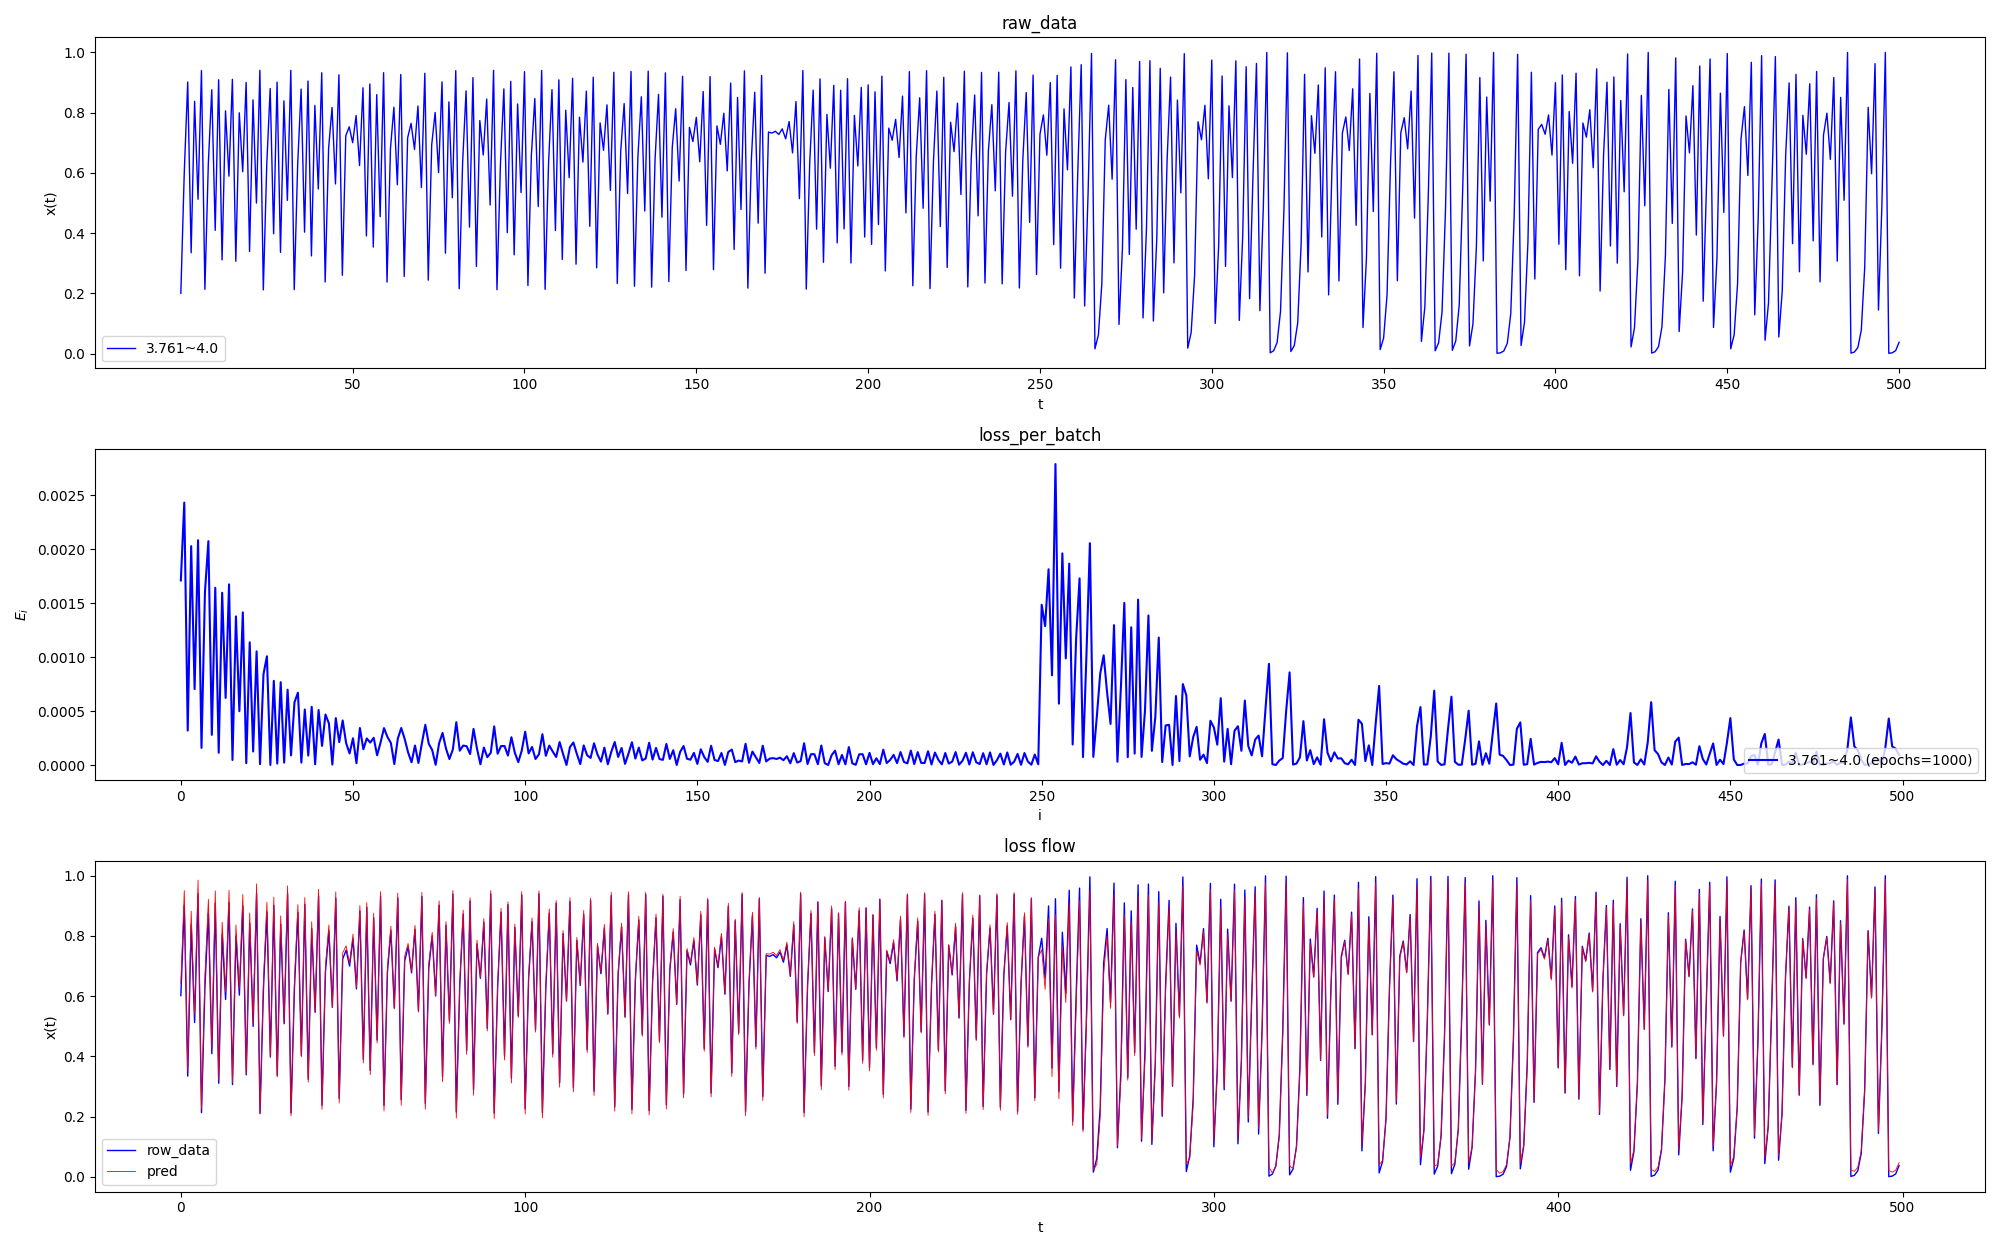 raw_data
x(t)
1.0
0.8
0.6
0.4
0.2
0.0
3.761~4.0
50 100 150 200 250 300 350 400 450 500
t
loss_per_batch
E_i
0.0025
0.0020
0.0015
0.0010
0.0005
0.0000
3.761~4.0 (epochs=1000)
0 50 100 150 200 250 300 350 400 450 500
i
loss flow
x(t)
1.0
0.8
0.6
0.4
0.2
0.0
row_data
pred
0 100 200 300 400 500
t